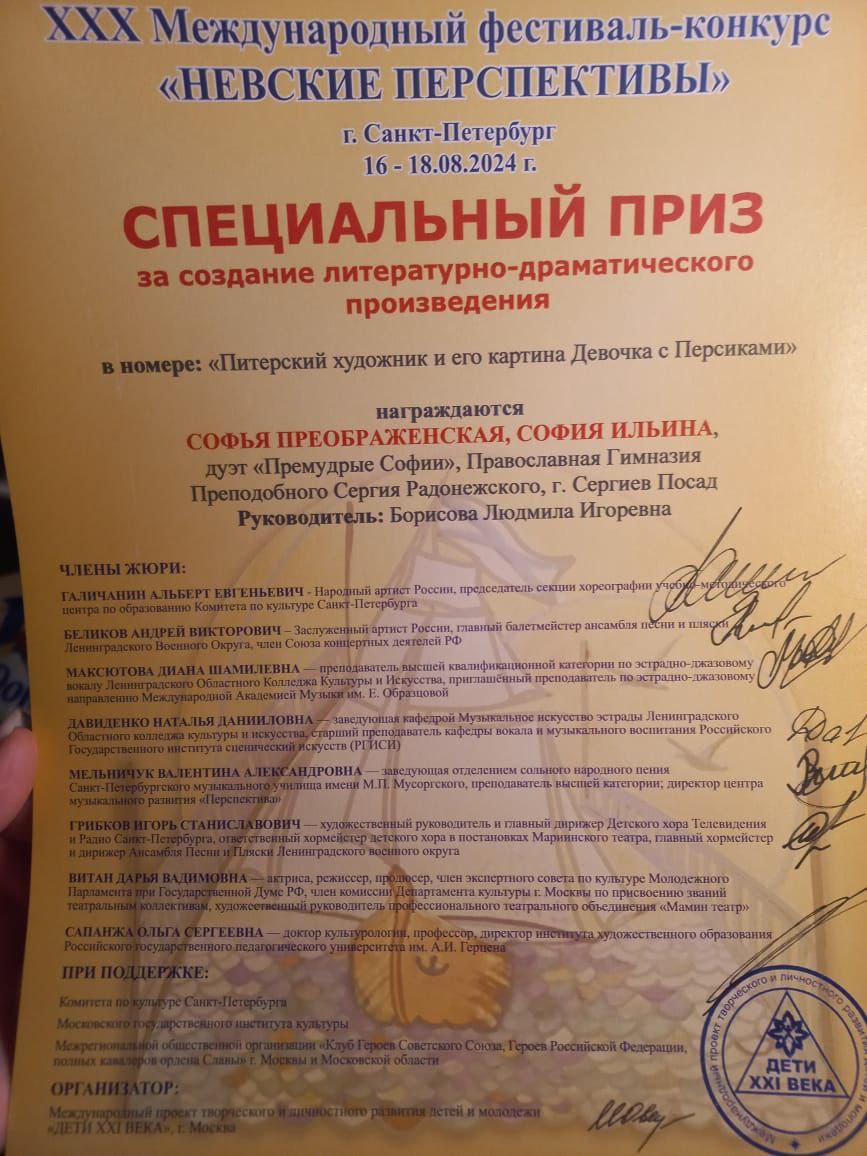 XXX Международный фестиваль-конкурс
«НЕВСКИЕ ПЕРСПЕКТИВЫ»
г. Санкт-Петербург
16 - 18.08.2024 г.
СПЕЦИАЛЬНЫЙ ПРИЗ
за создание литературно-драматического
произведения
в номере: «Питерский художник и его картина Девочка с Персиками»
награждаются
СОФЬЯ ПРЕОБРАЖЕНСКАЯ, СОФИЯ ИЛЬИНА,
дуэт «Премудрые Софии», Православная Гимназия
Преподобного Сергия Радонежского, г. Сергиев Посад
Руководитель: Борисова Людмила Игоревна
ЧЛЕНЫ ЖЮРИ:
ГАЛИЧАНИН АЛЬБЕРТ ЕВГЕНЬЕВИЧ - Народный артист России, председатель секции хореографии учебно-методического
центра по образованию Комитета по культуре Санкт-Петербурга
БЕЛИКОВ АНДРЕЙ ВИКТОРОВИЧ – Заслуженный артист России, главный балетмейстер ансамбля песни и пляски
Ленинградского Военного Округа, член Союза концертных деятелей РФ
МАКСЮТОВА ДИАНА ШАМИЛЕВНА — преподаватель высшей квалификационной категории по эстрадно-джазовому
вокалу Ленинградского Областного Колледжа Культуры и Искусства, приглашённый преподаватель по эстрадно-джазовому
направлению Международной Академией Музыки им. Е. Образцовой
ДАВИДЕНКО НАТАЛЬЯ ДАНИИЛОВНА — заведующая кафедрой Музыкальное искусство эстрады Ленинградского
Областного колледжа культуры и искусства, старший преподаватель кафедры вокала и музыкального воспитания Российского
Государственного института сценический искусств (РГИСИ)
МЕЛЬНИЧУК ВАЛЕНТИНА АЛЕКСАНДРОВНА — заведующая отделением сольного народного пения
Санкт-Петербургского музыкального училища имени М.П. Мусоргского, преподаватель высшей категории; директор центра
музыкального развития «Перспектива»
ГРИБКОВ ИГОРЬ СТАНИСЛАВОВИЧ — художественный руководитель и главный дирижер Детского хора Телевидения
и Радио Санкт-Петербурга, ответственный хормейстер детского хора в постановках Мариинского театра, главный хормейстер
и дирижер Ансамбля Песни и Пляски Ленинградского военного округа
ВИТАН ДАРЬЯ ВАДИМОВНА — актриса, режиссер, продюсер, член экспертного совета по культуре Молодежного
Парламента при Государственной Думе РФ, член комиссии Департамента культуры г. Москвы по присвоению званий
театральным коллективам, художественный руководитель профессионального театрального объединения «Мамин театр»
САПАНЖА ОЛЬГА СЕРГЕЕВНА — доктор культурологии, профессор, директор института художественного образования
Российского государственного педагогического университета им. А.И. Герцена
ПРИ ПОДДЕРЖКЕ:
Комитета по культуре Санкт-Петербурга
Московского государственного института культуры
Межрегиональной общественной организации «Клуб Героев Советского Союза, Героев Российской Федерации,
полных кавалеров ордена Славы» г. Москвы и Московской области
ОРГАНИЗАТОР:
Международный проект творческого и личностного развития детей и молодежи
«ДЕТИ XXI ВЕКА», г. Москва
Международный проект творческого и личностного
ДЕТИ
XXI ВЕКА